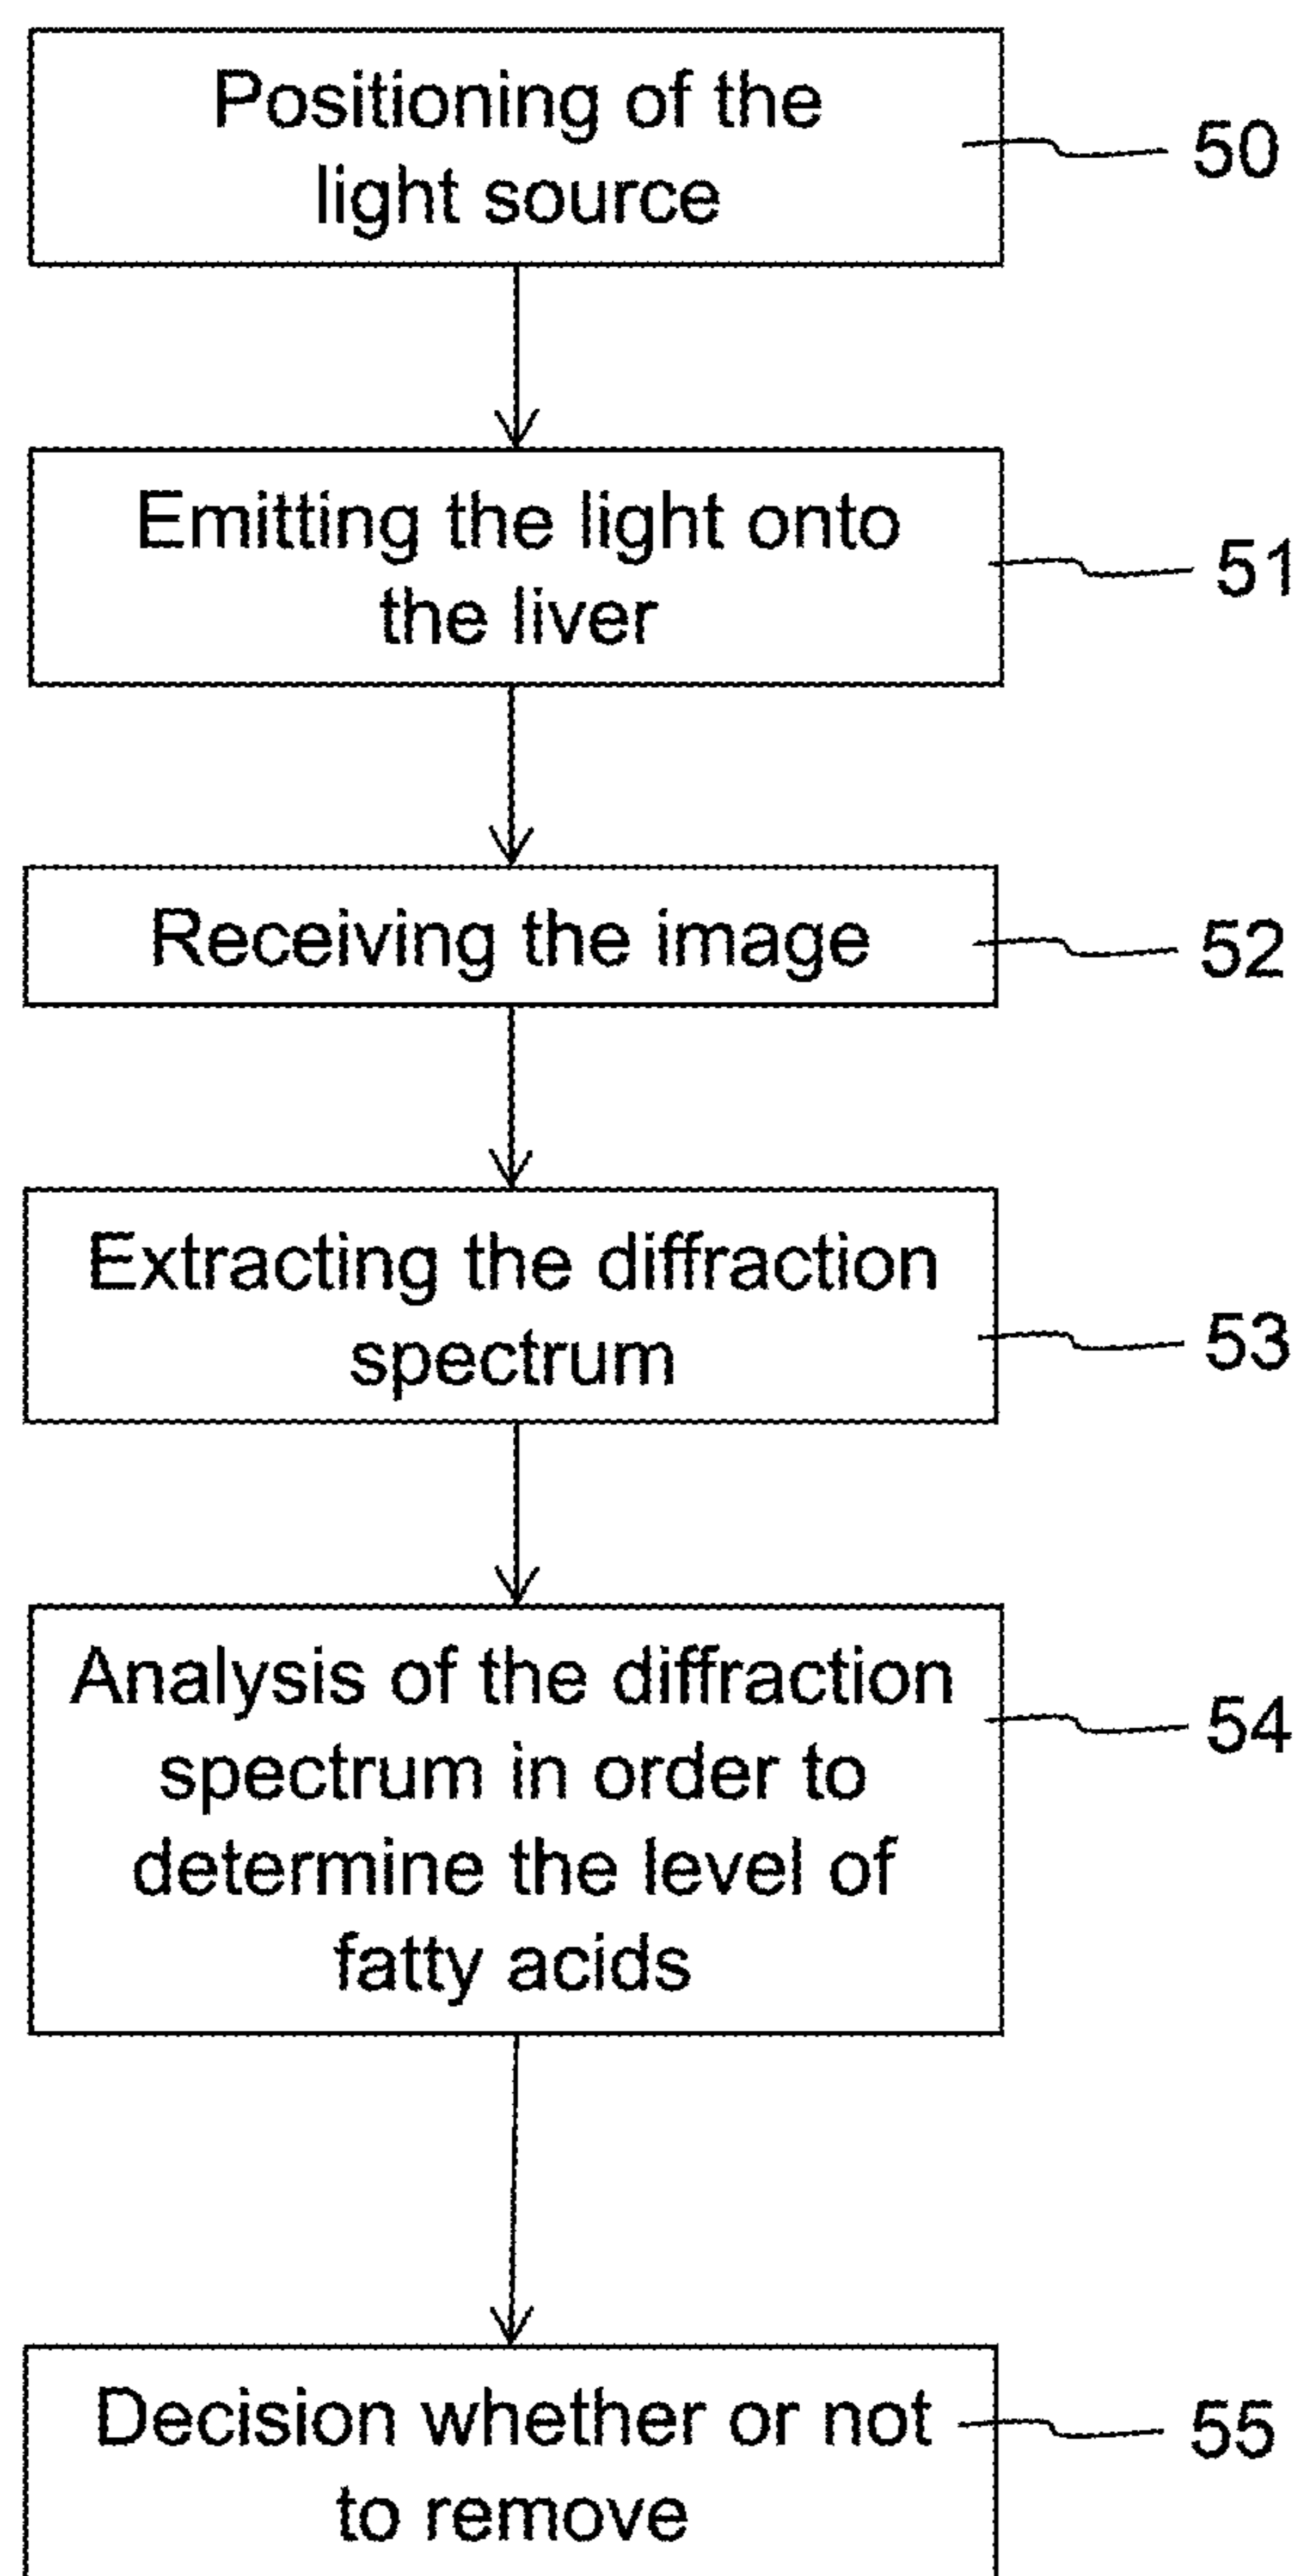 Positioning of the
light source
50
Emitting the light onto
the liver
51
Receiving the image
52
Extracting the diffraction
spectrum
53
Analysis of the diffraction
spectrum in order to
determine the level of
fatty acids
54
Decision whether or not
to remove
55